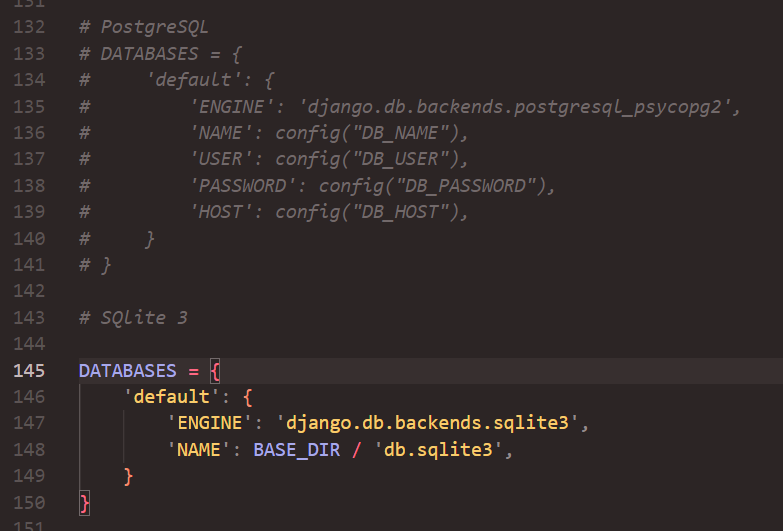 131
132 # PostgreSQL
133 # DATABASES = {
134 #     'default': {
135 #         'ENGINE': 'django.db.backends.postgresql_psycopg2',
136 #         'NAME': config("DB_NAME"),
137 #         'USER': config("DB_USER"),
138 #         'PASSWORD': config("DB_PASSWORD"),
139 #         'HOST': config("DB_HOST"),
140 #     }
141 # }
142
143 # SQlite 3
144
145 DATABASES = {
146     'default': {
147         'ENGINE': 'django.db.backends.sqlite3',
148         'NAME': BASE_DIR / 'db.sqlite3',
149     }
150 }
151